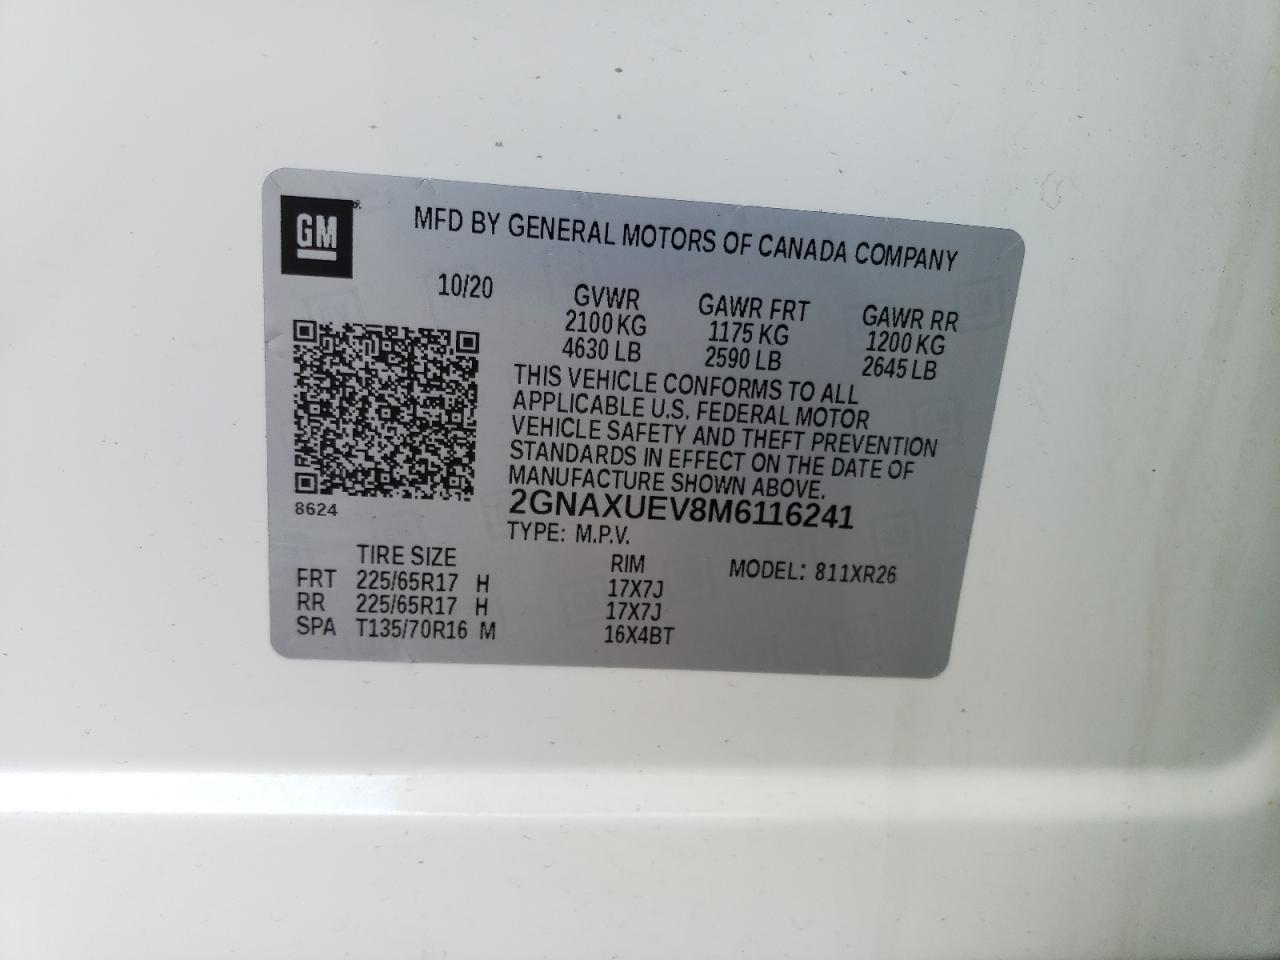 GM
MFD BY GENERAL MOTORS OF CANADA COMPANY
10/20
GVWR GAWR FRT GAWR RR
2100 KG 1175 KG 1200 KG
4630 LB 2590 LB 2645 LB
THIS VEHICLE CONFORMS TO ALL
APPLICABLE U.S. FEDERAL MOTOR
VEHICLE SAFETY AND THEFT PREVENTION
STANDARDS IN EFFECT ON THE DATE OF
MANUFACTURE SHOWN ABOVE.
8624
2GNAXUEV8M6116241
TYPE: M.P.V.
TIRE SIZE RIM MODEL: 811XR26
FRT 225/65R17 H 17X7J
RR 225/65R17 H 17X7J
SPA T135/70R16 M 16X4BT